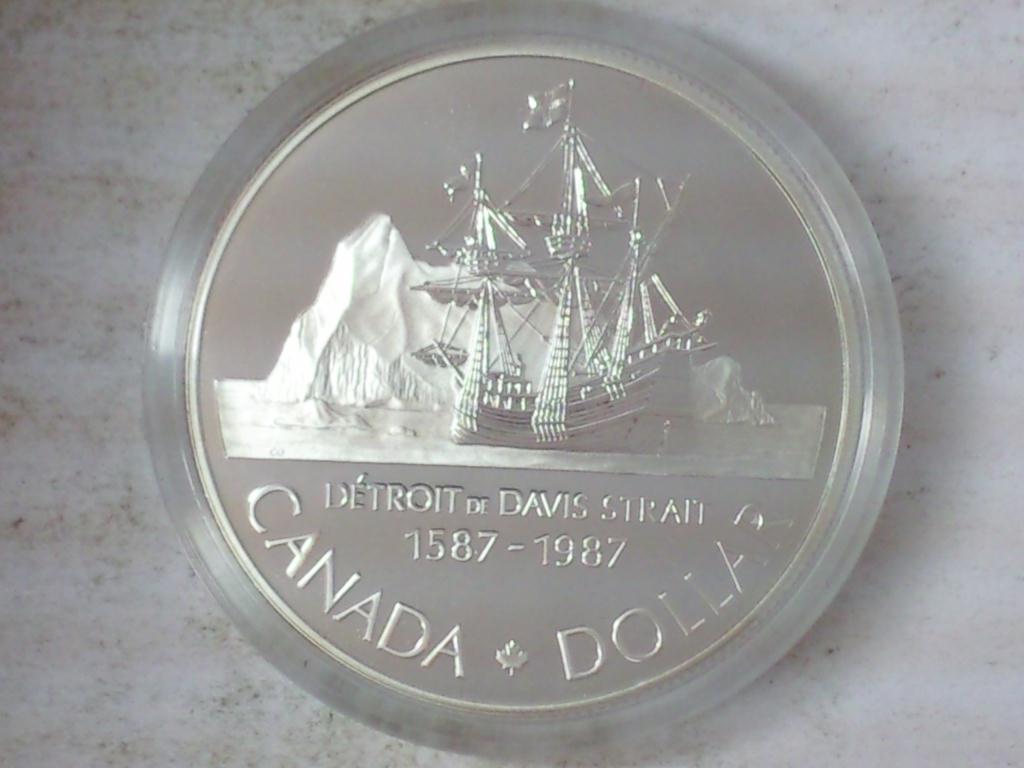 DÉTROIT DE DAVIS STRAIT
1587-1987
CANADA DOLLAR